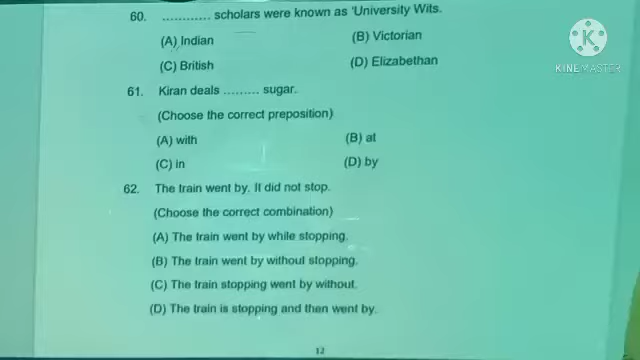 60. ............ scholars were known as 'University Wits.
(A) Indian (B) Victorian
(C) British (D) Elizabethan
61. Kiran deals ......... sugar.
(Choose the correct preposition)
(A) with (B) at
(C) in (D) by
62. The train went by. It did not stop.
(Choose the correct combination)
(A) The train went by while stopping.
(B) The train went by without stopping.
(C) The train stopping went by without.
(D) The train is stopping and then went by.
12
K
KINEMASTER